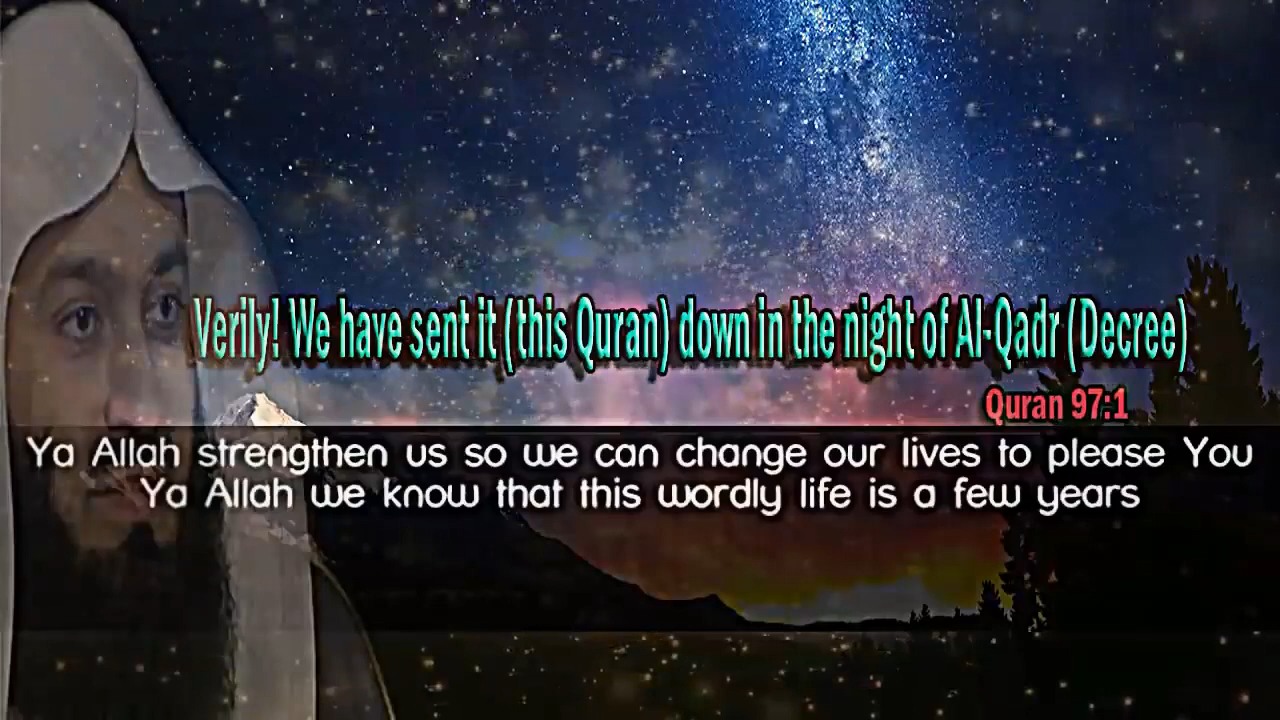 Verily! We have sent it (this Quran) down in the night of Al-Qadr (Decree)
Quran 97:1
Ya Allah strengthen us so we can change our lives to please You
Ya Allah we know that this wordly life is a few years